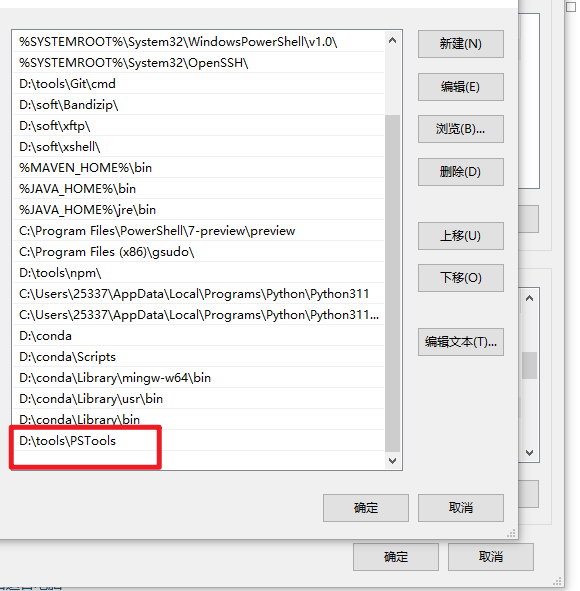 %SYSTEMROOT%\System32\WindowsPowerShell\v1.0\
%SYSTEMROOT%\System32\OpenSSH\
D:\tools\Git\cmd
D:\soft\Bandizip\
D:\soft\xftp\
D:\soft\xshell\
%MAVEN_HOME%\bin
%JAVA_HOME%\bin
%JAVA_HOME%\jre\bin
C:\Program Files\PowerShell\7-preview\preview
C:\Program Files (x86)\gsudo\
D:\tools\npm\
C:\Users\25337\AppData\Local\Programs\Python\Python311
C:\Users\25337\AppData\Local\Programs\Python\Python311...
D:\conda
D:\conda\Scripts
D:\conda\Library\mingw-w64\bin
D:\conda\Library\usr\bin
D:\conda\Library\bin
D:\tools\PSTools
新建(N)
编辑(E)
浏览(B)...
删除(D)
上移(U)
下移(O)
编辑文本(T)...
确定
取消
确定
取消